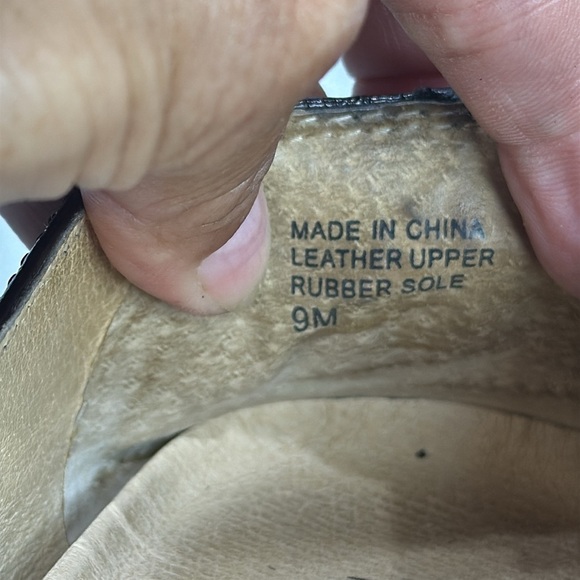 MADE IN CHINA
LEATHER UPPER
RUBBER SOLE
9M